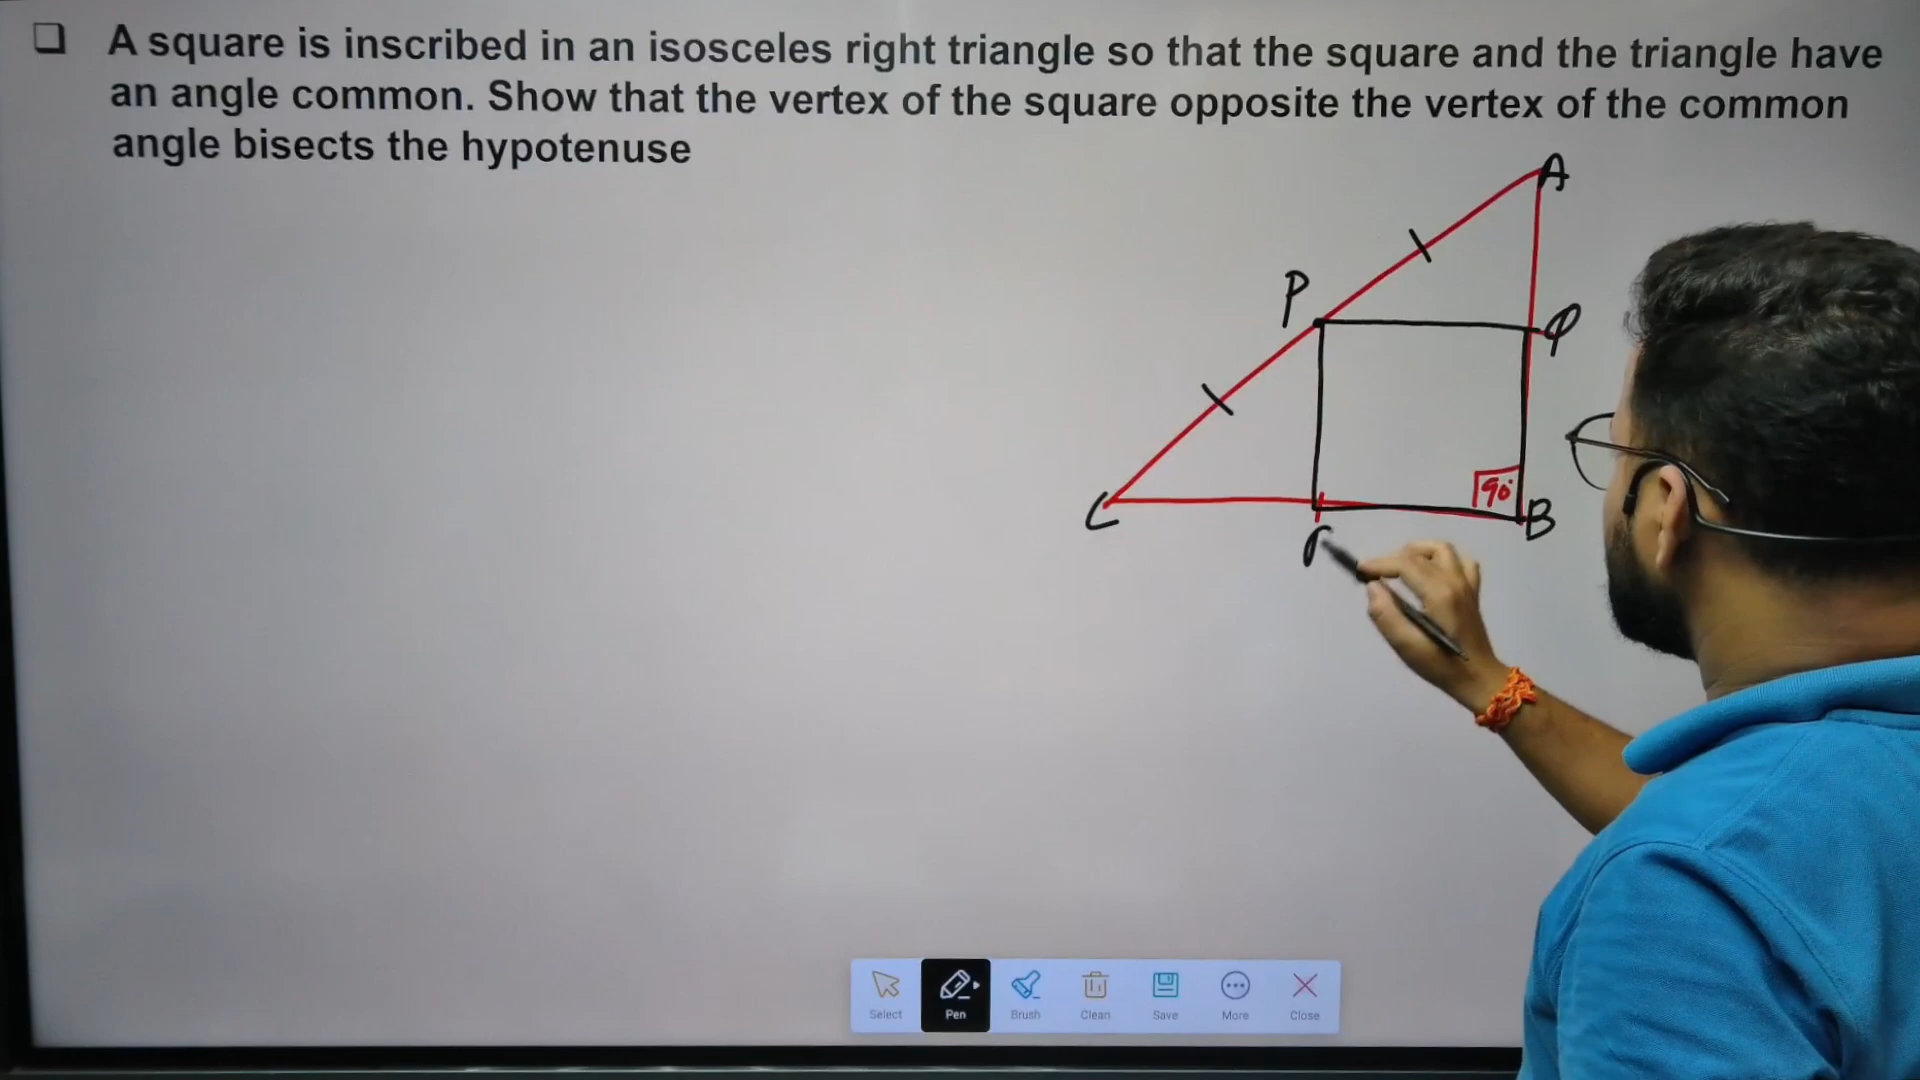 A square is inscribed in an isosceles right triangle so that the square and the triangle have
an angle common. Show that the vertex of the square opposite the vertex of the common
angle bisects the hypotenuse
A
P
90°
C
B
Select Pen Brush Clean Save More Close